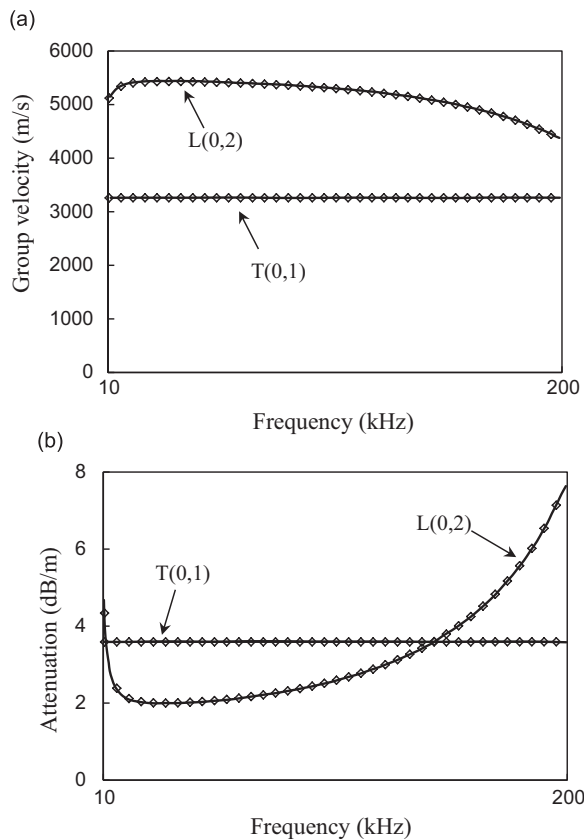 (a)
6000
5000
4000
3000
2000
1000
0
Group velocity (m/s)
L(0,2)
T(0,1)
10
200
Frequency (kHz)
(b)
8
6
4
2
0
Attenuation (dB/m)
L(0,2)
T(0,1)
10
200
Frequency (kHz)